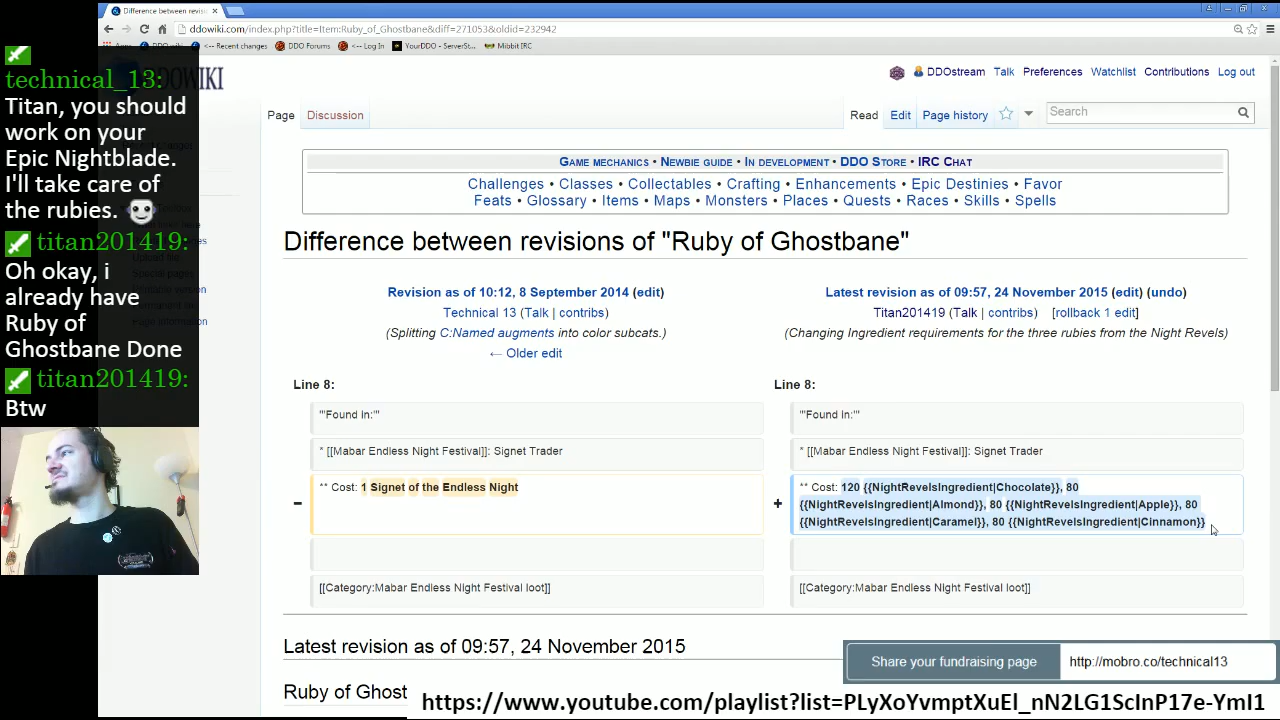 Difference between revisi...
ddowiki.com/index.php?title=Item:Ruby_of_Ghostbane&diff=271053&oldid=232942
<-- Recent changes
DDO Forums
<-- Log In
YourDDO - ServerSt...
Mibbit IRC
DDOstream Talk Preferences Watchlist Contributions Log out
Page Discussion
Read Edit Page history
Search
GAME MECHANICS • NEWBIE GUIDE • IN DEVELOPMENT • DDO STORE • IRC CHAT
Challenges • Classes • Collectables • Crafting • Enhancements • Epic Destinies • Favor
Feats • Glossary • Items • Maps • Monsters • Places • Quests • Races • Skills • Spells
Difference between revisions of "Ruby of Ghostbane"
Revision as of 10:12, 8 September 2014 (edit)
Technical 13 (Talk | contribs)
(Splitting C:Named augments into color subcats.)
← Older edit
Latest revision as of 09:57, 24 November 2015 (edit) (undo)
Titan201419 (Talk | contribs) [rollback 1 edit]
(Changing Ingredient requirements for the three rubies from the Night Revels)
Line 8:
'''Found in:'''
* [[Mabar Endless Night Festival]]: Signet Trader
− ** Cost: 1 Signet of the Endless Night
[[Category:Mabar Endless Night Festival loot]]
Line 8:
'''Found in:'''
* [[Mabar Endless Night Festival]]: Signet Trader
+ ** Cost: 120 {{NightRevelsIngredient|Chocolate}}, 80
{{NightRevelsIngredient|Almond}}, 80 {{NightRevelsIngredient|Apple}}, 80
{{NightRevelsIngredient|Caramel}}, 80 {{NightRevelsIngredient|Cinnamon}}
[[Category:Mabar Endless Night Festival loot]]
Latest revision as of 09:57, 24 November 2015
Ruby of Ghost
technical_13:
Titan, you should
work on your
Epic Nightblade.
I'll take care of
the rubies.
titan201419:
Oh okay, i
already have
Ruby of
Ghostbane Done
titan201419:
Btw
Share your fundraising page
http://mobro.co/technical13
https://www.youtube.com/playlist?list=PLyXoYvmptXuEl_nN2LG1ScInP17e-YmI1